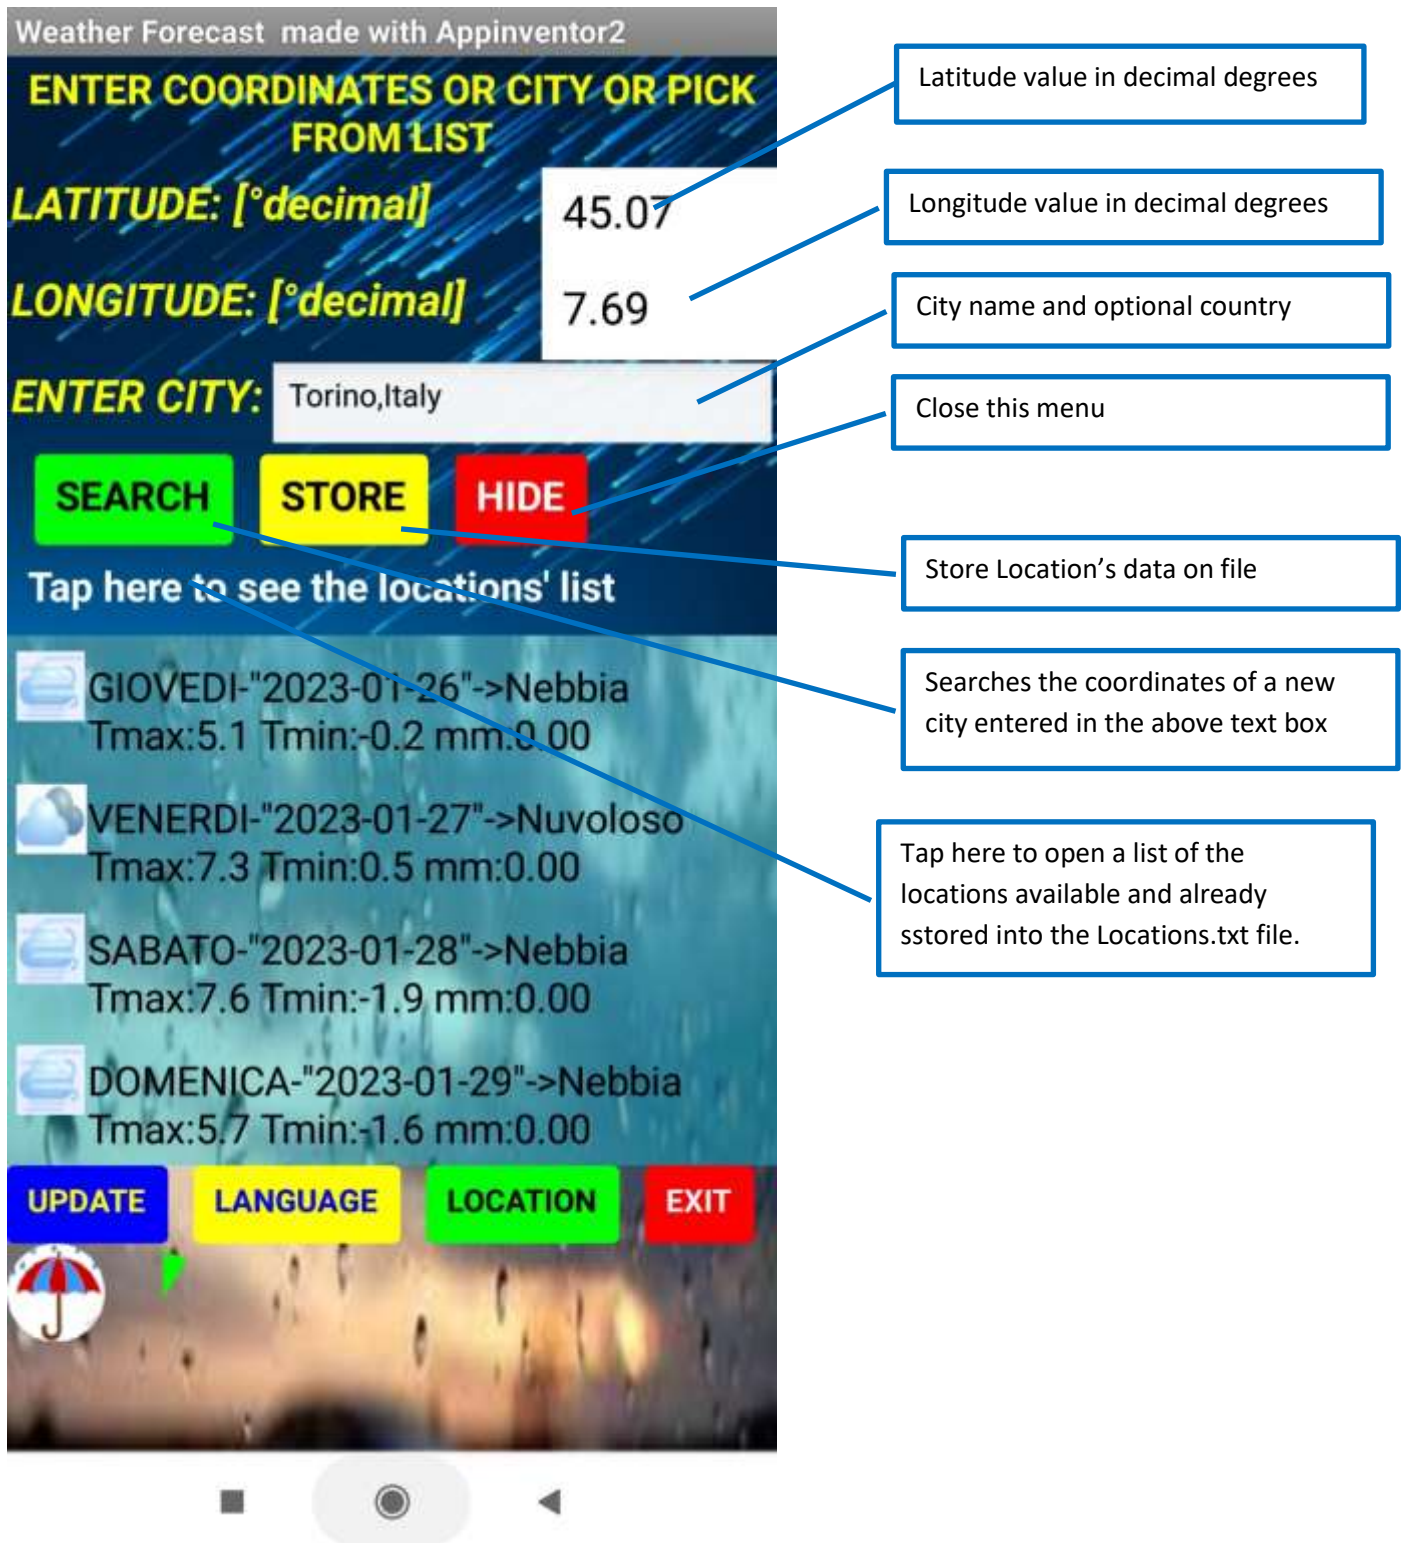 Weather Forecast made with Appinventor2
ENTER COORDINATES OR CITY OR PICK
FROM LIST
LATITUDE: [°decimal]
45.07
LONGITUDE: [°decimal]
7.69
ENTER CITY:
Torino,Italy
SEARCH
STORE
HIDE
Tap here to see the locations' list
GIOVEDI-"2023-01-26"->Nebbia
Tmax:5.1 Tmin:-0.2 mm:0.00
VENERDI-"2023-01-27"->Nuvoloso
Tmax:7.3 Tmin:0.5 mm:0.00
SABATO-"2023-01-28"->Nebbia
Tmax:7.6 Tmin:-1.9 mm:0.00
DOMENICA-"2023-01-29"->Nebbia
Tmax:5.7 Tmin:-1.6 mm:0.00
UPDATE
LANGUAGE
LOCATION
EXIT
Latitude value in decimal degrees
Longitude value in decimal degrees
City name and optional country
Close this menu
Store Location’s data on file
Searches the coordinates of a new
city entered in the above text box
Tap here to open a list of the
locations available and already
sstored into the Locations.txt file.